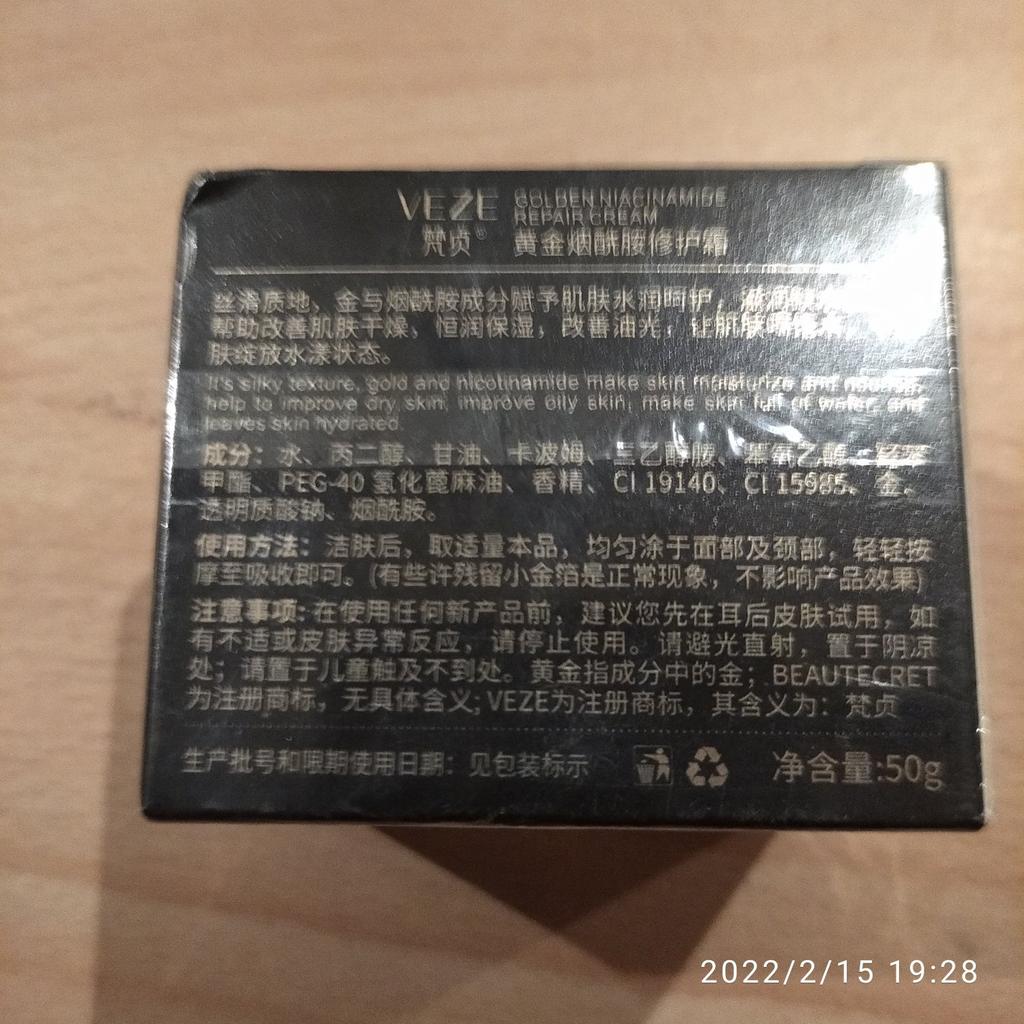 VEZE GOLDEN NIACINAMIDE
REPAIR CREAM
梵贞® 黄金烟酰胺修护霜
丝滑质地、金与烟酰胺成分赋予肌肤水润呵护，滋润
帮助改善肌肤干燥，恒润保湿，改善油光，让肌肤
肤绽放水漾状态。
It's silky texture, gold and nicotinamide make skin moisturize and nourish,
help to improve dry skin, improve oily skin, make skin full of water, and
leaves skin hydrated.
成分：水、丙二醇、甘油、卡波姆、三乙醇胺、苯氧乙醇、羟苯
甲酯、PEG-40 氢化蓖麻油、香精、CI 19140、CI 15985、金、
透明质酸钠、烟酰胺。
使用方法：洁肤后，取适量本品，均匀涂于面部及颈部，轻轻按
摩至吸收即可。(有些许残留小金箔是正常现象，不影响产品效果)
注意事项：在使用任何新产品前，建议您先在耳后皮肤试用，如
有不适或皮肤异常反应，请停止使用。请避光直射，置于阴凉
处；请置于儿童触及不到处。黄金指成分中的金；BEAUTECRET
为注册商标，无具体含义; VEZE为注册商标，其含义为：梵贞
生产批号和限期使用日期：见包装标示 净含量:50g
2022/2/15 19:28